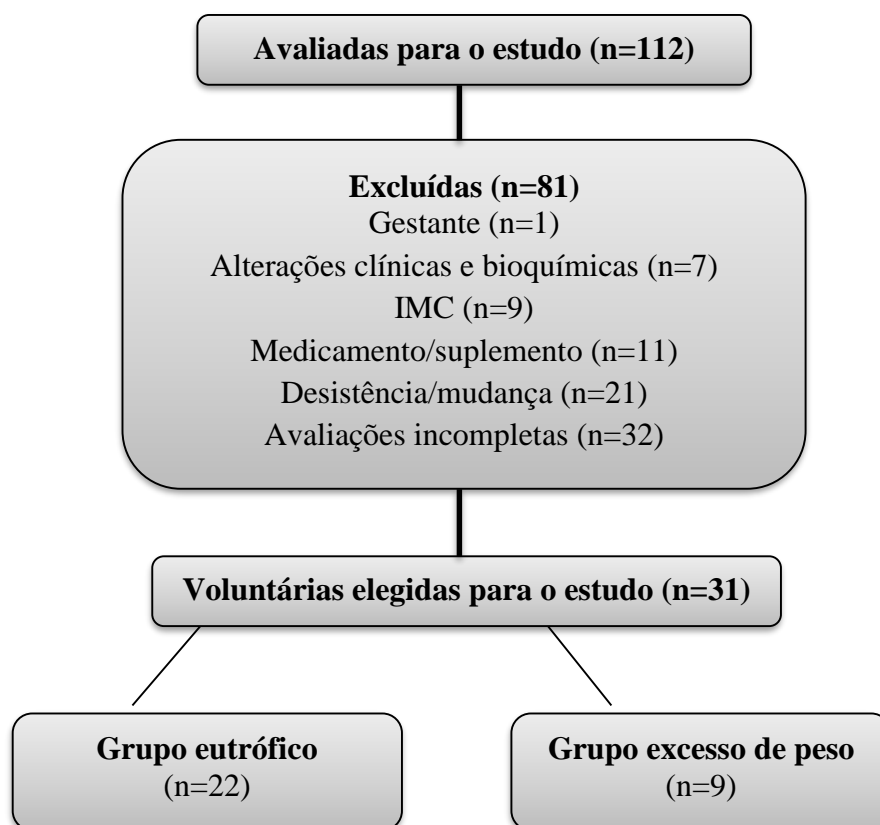 Avaliadas para o estudo (n=112)
Excluídas (n=81)
Gestante (n=1)
Alterações clínicas e bioquímicas (n=7)
IMC (n=9)
Medicamento/suplemento (n=11)
Desistência/mudança (n=21)
Avaliações incompletas (n=32)
Voluntárias elegidas para o estudo (n=31)
Grupo eutrófico
(n=22)
Grupo excesso de peso
(n=9)